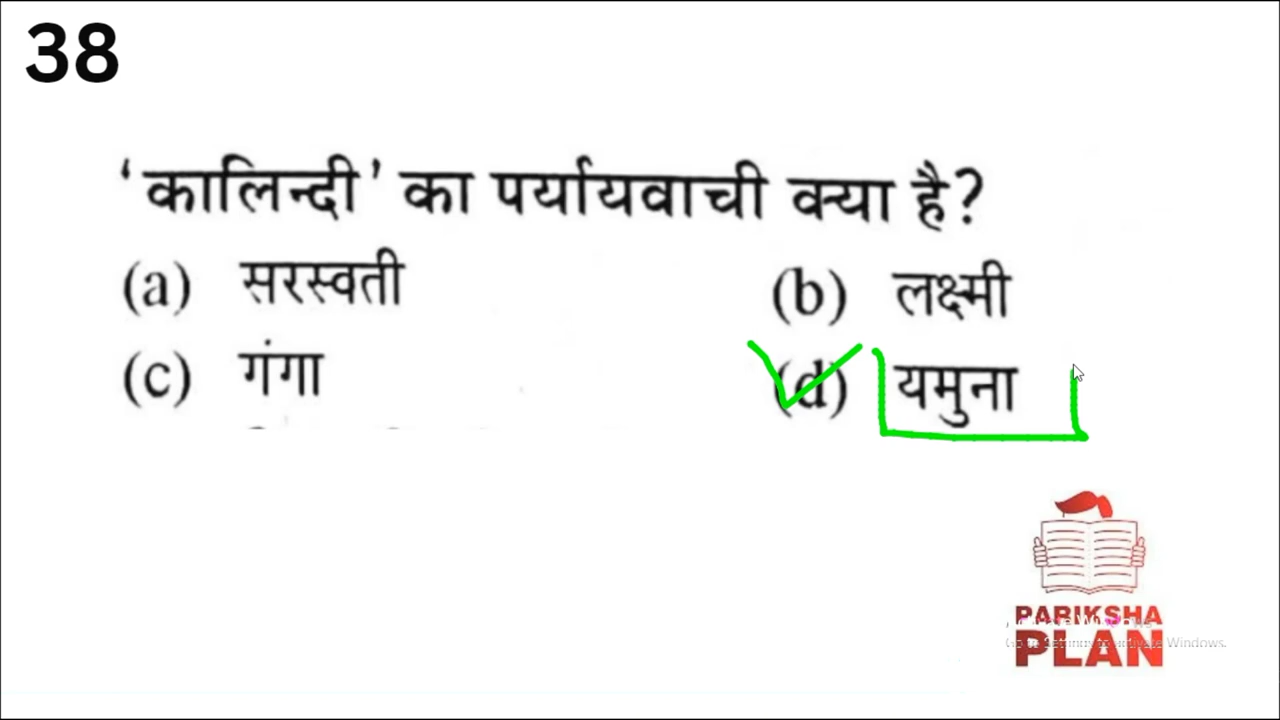 38
‘कालिन्दी’ का पर्यायवाची क्या है?
(a) सरस्वती (b) लक्ष्मी
(c) गंगा (d) यमुना
PARIKSHA
PLAN